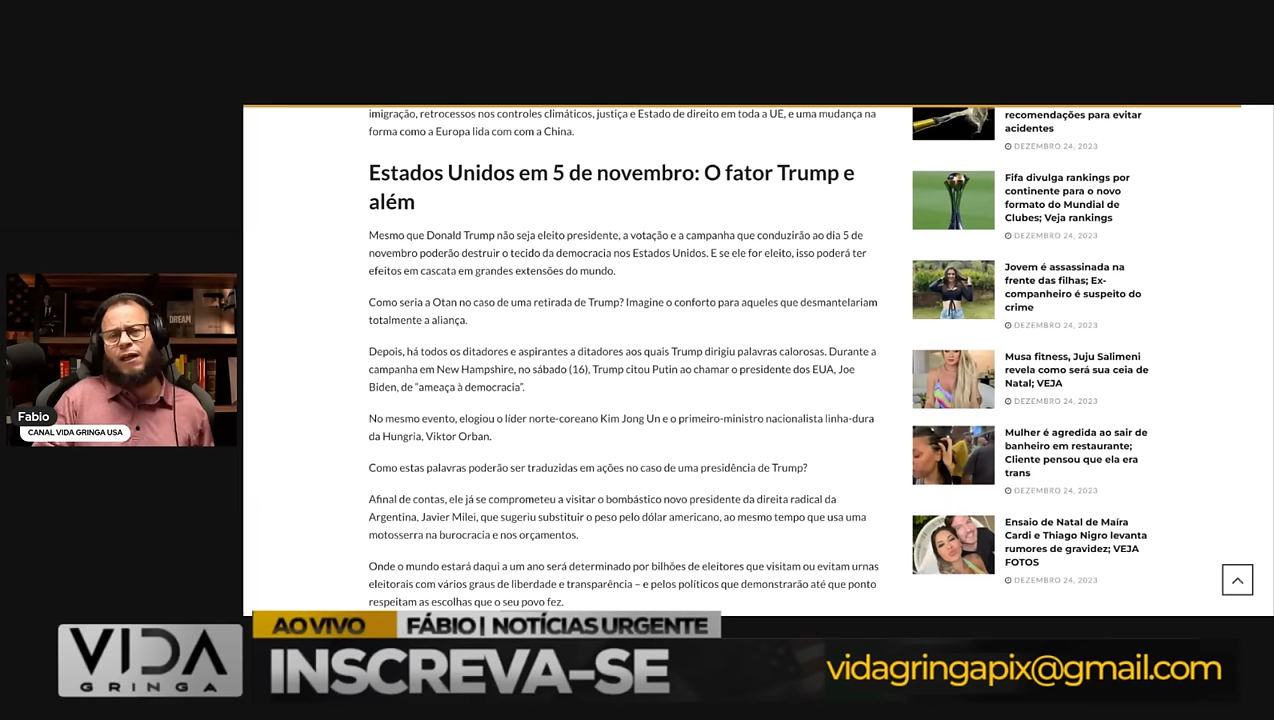 imigração, retrocessos nos controles climáticos, justiça e Estado de direito em toda a UE, e uma mudança na
forma como a Europa lida com com a China.
Estados Unidos em 5 de novembro: O fator Trump e
além
Mesmo que Donald Trump não seja eleito presidente, a votação e a campanha que conduzirão ao dia 5 de
novembro poderão destruir o tecido da democracia nos Estados Unidos. E se ele for eleito, isso poderá ter
efeitos em cascata em grandes extensões do mundo.
Como seria a Otan no caso de uma retirada de Trump? Imagine o conforto para aqueles que desmantelariam
totalmente a aliança.
Depois, há todos os ditadores e aspirantes a ditadores aos quais Trump dirigiu palavras calorosas. Durante a
campanha em New Hampshire, no sábado (16), Trump citou Putin ao chamar o presidente dos EUA, Joe
Biden, de “ameaça à democracia”.
No mesmo evento, elogiou o líder norte-coreano Kim Jong Un e o primeiro-ministro nacionalista linha-dura
da Hungria, Viktor Orban.
Como estas palavras poderão ser traduzidas em ações no caso de uma presidência de Trump?
Afinal de contas, ele já se comprometeu a visitar o bombástico novo presidente da direita radical da
Argentina, Javier Milei, que sugeriu substituir o peso pelo dólar americano, ao mesmo tempo que usa uma
motosserra na burocracia e nos orçamentos.
Onde o mundo estará daqui a um ano será determinado por bilhões de eleitores que visitam ou evitam urnas
eleitorais com vários graus de liberdade e transparência – e pelos políticos que demonstrarão até que ponto
respeitam as escolhas que o seu povo fez.
recomendações para evitar
acidentes
DEZEMBRO 24, 2023
Fifa divulga rankings por
continente para o novo
formato do Mundial de
Clubes; Veja rankings
DEZEMBRO 24, 2023
Jovem é assassinada na
frente das filhas; Ex-
companheiro é suspeito do
crime
DEZEMBRO 24, 2023
Musa fitness, Juju Salimeni
revela como será sua ceia de
Natal; VEJA
DEZEMBRO 24, 2023
Mulher é agredida ao sair de
banheiro em restaurante;
Cliente pensou que ela era
trans
DEZEMBRO 24, 2023
Ensaio de Natal de Maíra
Cardi e Thiago Nigro levanta
rumores de gravidez; VEJA
FOTOS
DEZEMBRO 24, 2023
DREAM
Fabio
CANAL VIDA GRINGA USA
AO VIVO
FÁBIO | NOTÍCIAS URGENTE
VIDA
GRINGA
INSCREVA-SE
vidagringapix@gmail.com